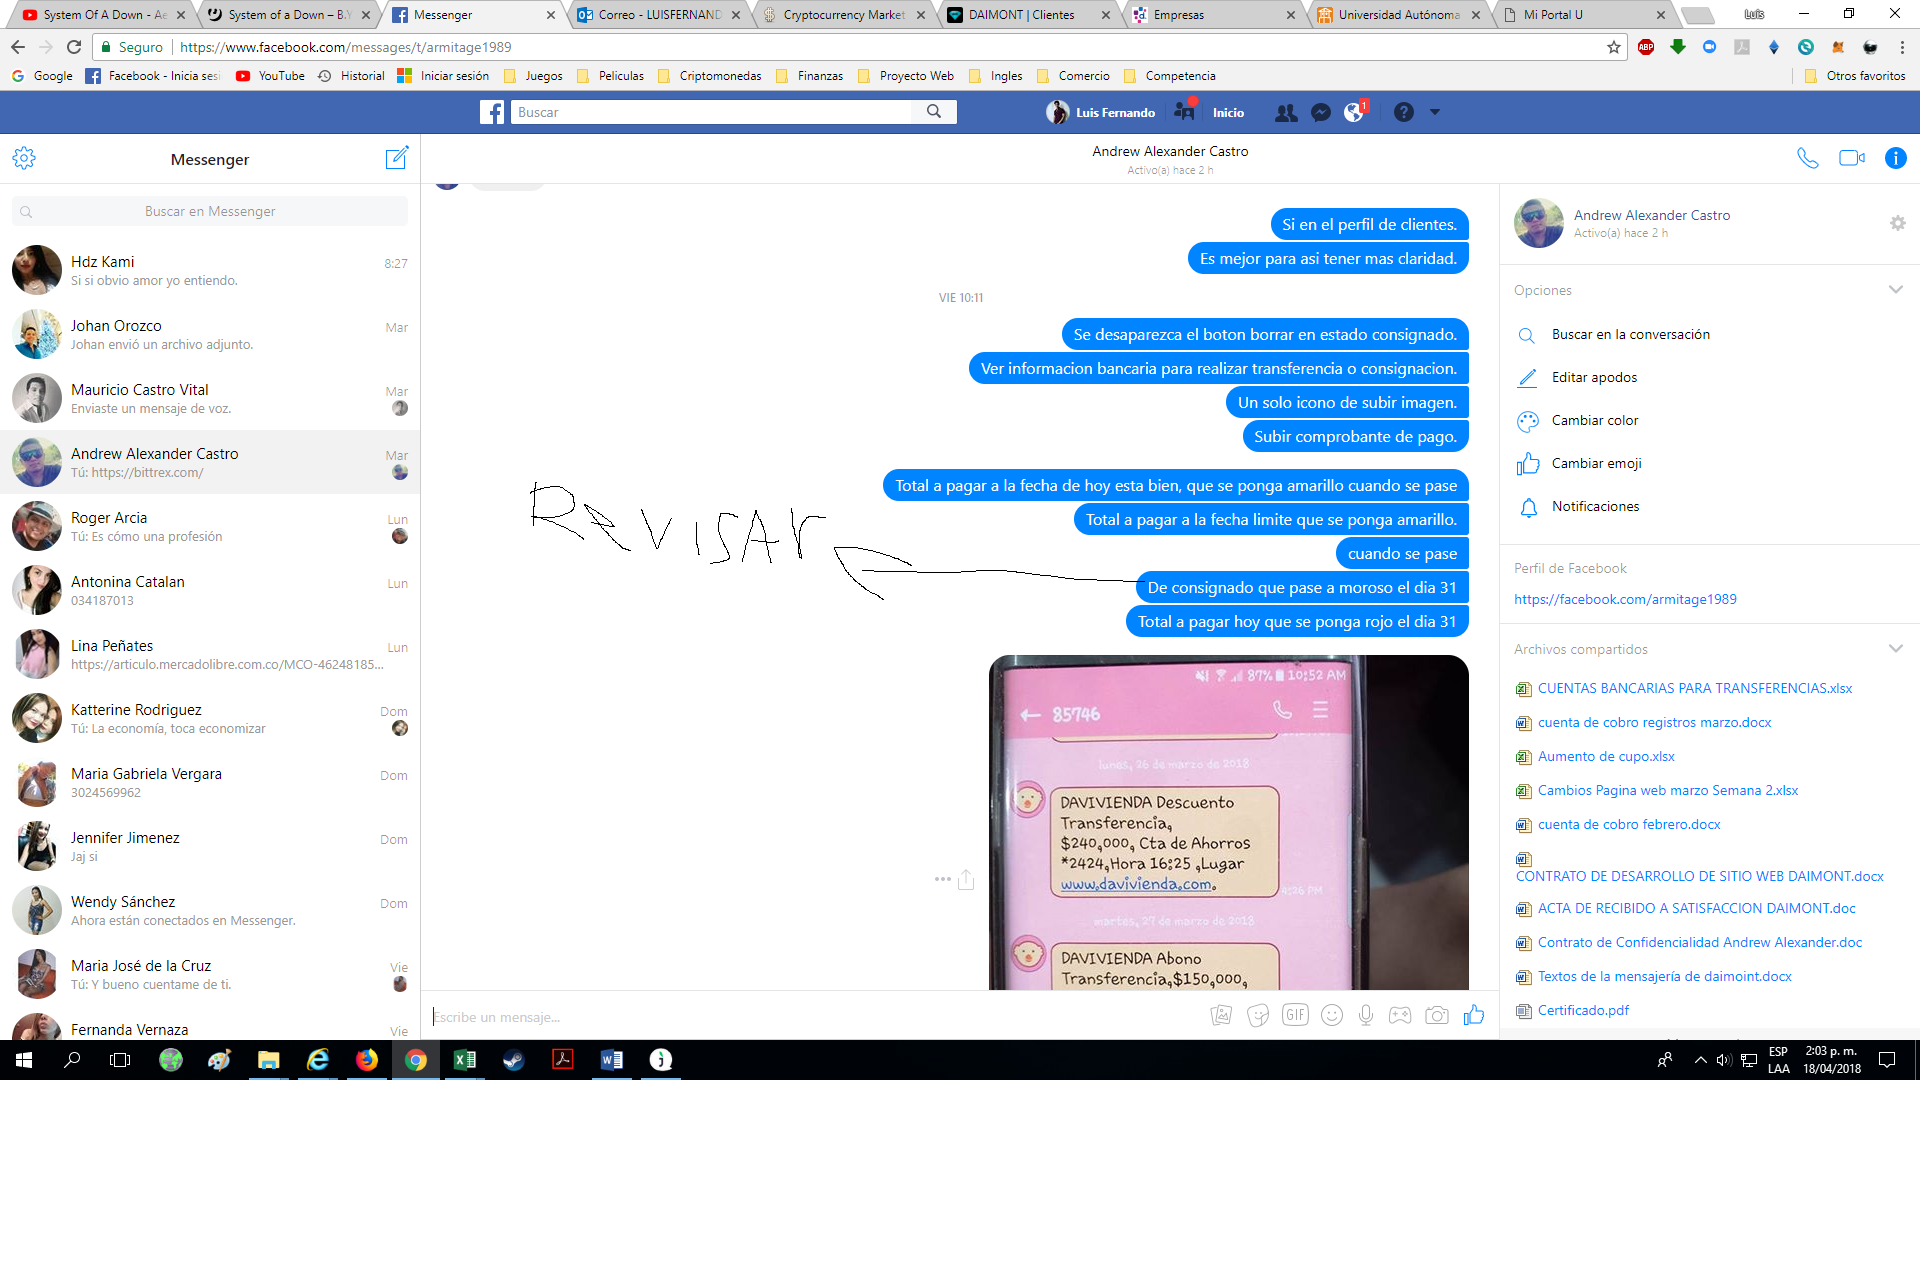 System Of A Down - Ae
System of a Down – B.Y
Messenger
Correo - LUISFERNAND
Cryptocurrency Market
DAIMONT | Clientes
Empresas
Universidad Autónoma
Mi Portal U
Luis
Seguro
https://www.facebook.com/messages/t/armitage1989
ABP
Google
Facebook - Inicia ses
YouTube
Historial
Iniciar sesión
Juegos
Peliculas
Criptomonedas
Finanzas
Proyecto Web
Ingles
Comercio
Competencia
Otros favoritos
Buscar
Luis Fernando
Inicio
1
Messenger
Buscar en Messenger
Hdz Kami
8:27
Si si obvio amor yo entiendo.
Johan Orozco
Mar
Johan envió un archivo adjunto.
Mauricio Castro Vital
Mar
Enviaste un mensaje de voz.
Andrew Alexander Castro
Mar
Tú: https://bittrex.com/
Roger Arcia
Lun
Tú: Es cómo una profesión
Antonina Catalan
Lun
034187013
Lina Peñates
Lun
https://articulo.mercadolibre.com.co/MCO-46248185...
Katterine Rodriguez
Dom
Tú: La economía, toca economizar
Maria Gabriela Vergara
Dom
3024569962
Jennifer Jimenez
Dom
Jaj si
Wendy Sánchez
Dom
Ahora están conectados en Messenger.
Maria José de la Cruz
Vie
Tú: Y bueno cuentame de ti.
Fernanda Vernaza
Vie
Andrew Alexander Castro
Activo(a) hace 2 h
Si en el perfil de clientes.
Es mejor para asi tener mas claridad.
VIE 10:11
Se desaparezca el boton borrar en estado consignado.
Ver informacion bancaria para realizar transferencia o consignacion.
Un solo icono de subir imagen.
Subir comprobante de pago.
Total a pagar a la fecha de hoy esta bien, que se ponga amarillo cuando se pase
Total a pagar a la fecha limite que se ponga amarillo.
cuando se pase
De consignado que pase a moroso el dia 31
Total a pagar hoy que se ponga rojo el dia 31
REVISAR
87% 10:52 AM
85746
lunes, 26 de marzo de 2018
DAVIVIENDA Descuento
Transferencia,
$240,000, Cta de Ahorros
*2424,Hora 16:25 ,Lugar
www.davivienda.com.
4:26 PM
martes, 27 de marzo de 2018
DAVIVIENDA Abono
Transferencia,$150,000,
Escribe un mensaje...
GIF
Andrew Alexander Castro
Activo(a) hace 2 h
Opciones
Buscar en la conversación
Editar apodos
Cambiar color
Cambiar emoji
Notificaciones
Perfil de Facebook
https://facebook.com/armitage1989
Archivos compartidos
CUENTAS BANCARIAS PARA TRANSFERENCIAS.xlsx
cuenta de cobro registros marzo.docx
Aumento de cupo.xlsx
Cambios Pagina web marzo Semana 2.xlsx
cuenta de cobro febrero.docx
CONTRATO DE DESARROLLO DE SITIO WEB DAIMONT.docx
ACTA DE RECIBIDO A SATISFACCION DAIMONT.doc
Contrato de Confidencialidad Andrew Alexander.doc
Textos de la mensajería de daimoint.docx
Certificado.pdf
ESP
LAA
2:03 p. m.
18/04/2018